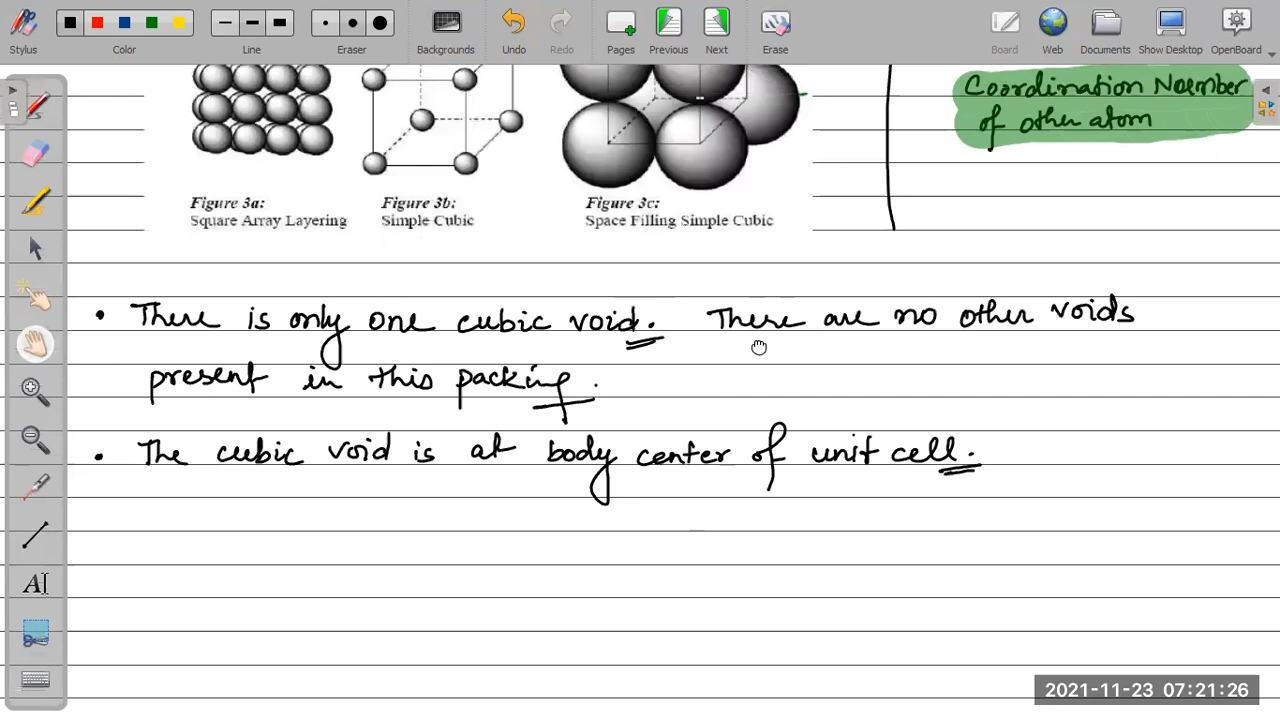 Stylus Color Line Eraser Backgrounds Undo Redo Pages Previous Next Erase Board Web Documents Show Desktop OpenBoard
Coordination Number
of other atom
Figure 3a: Figure 3b: Figure 3c:
Square Array Layering Simple Cubic Space Filling Simple Cubic
• There is only one cubic void. There are no other voids
present in this packing.
• The cubic void is at body center of unit cell.
AI
2021-11-23 07:21:26